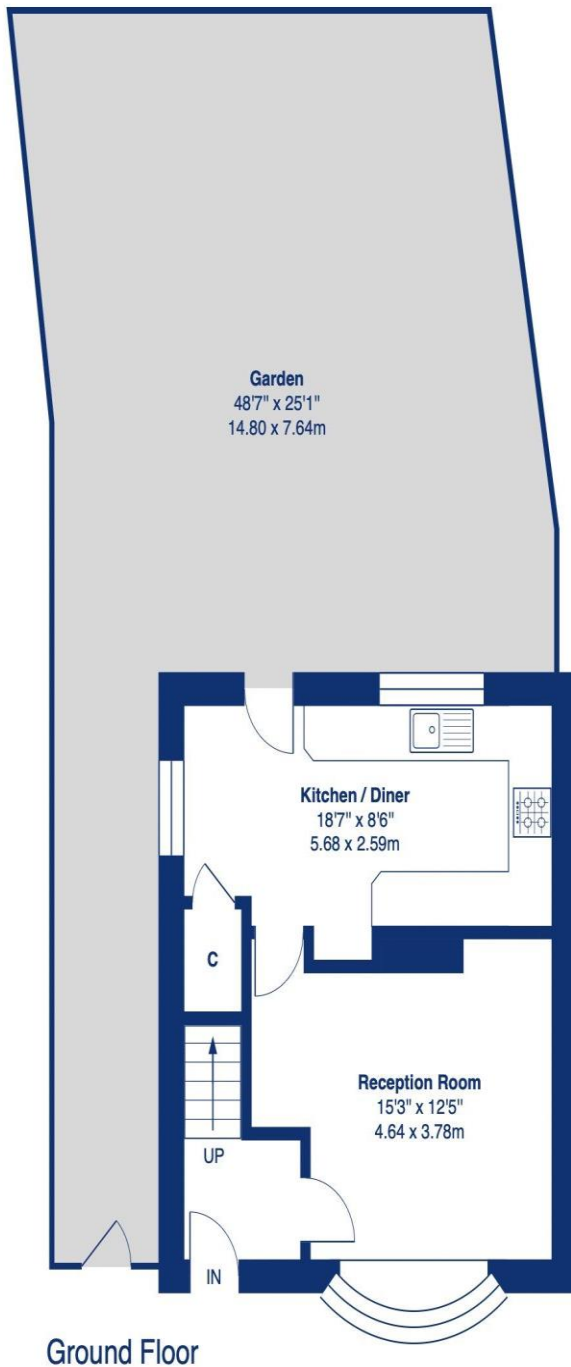 Garden
48'7" x 25'1"
14.80 x 7.64m
Kitchen / Diner
18'7" x 8'6"
5.68 x 2.59m
C
Reception Room
15'3" x 12'5"
4.64 x 3.78m
UP
IN
Ground Floor